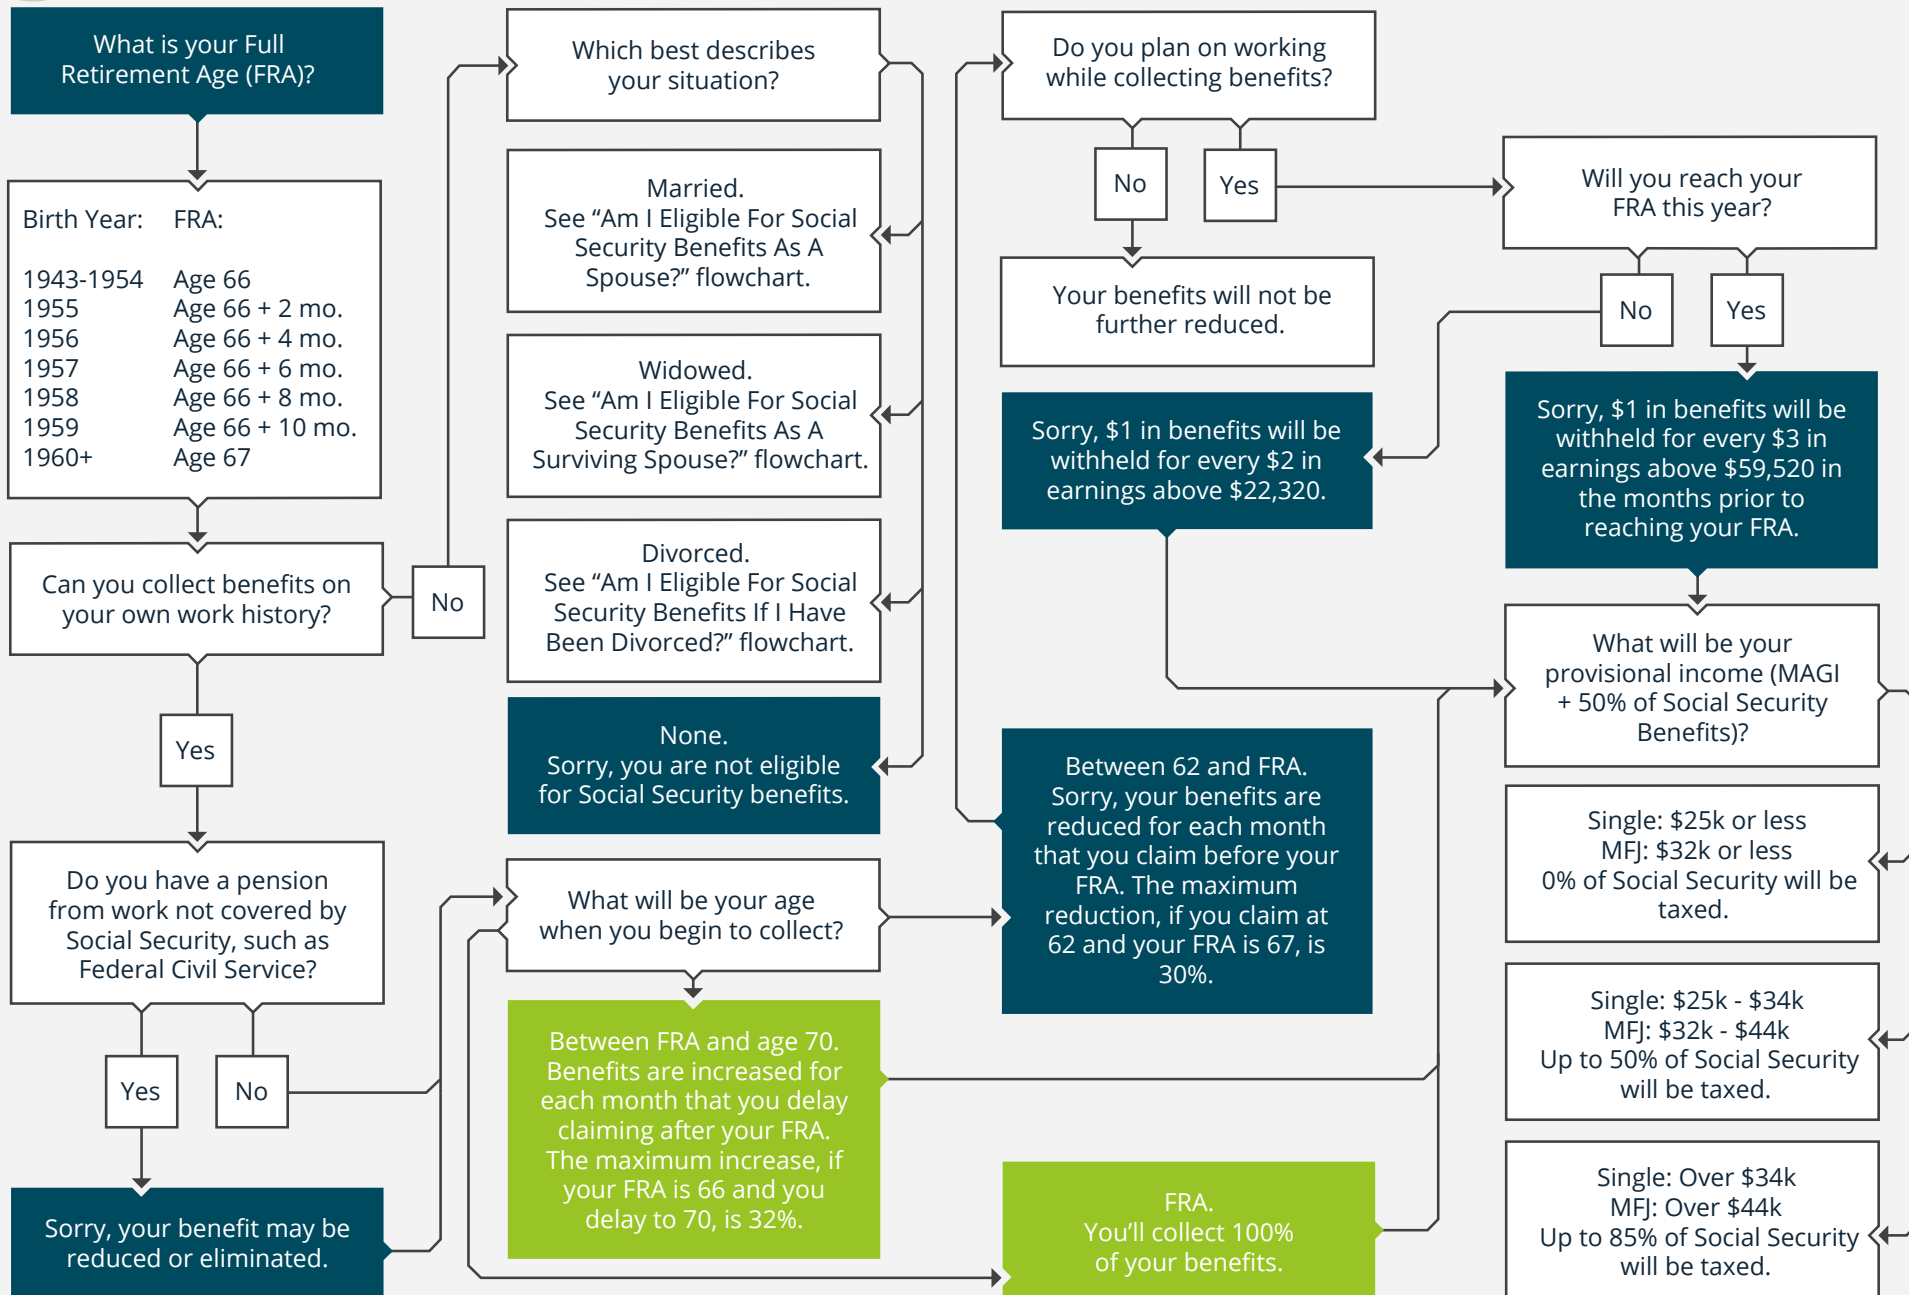 What is your Full
Retirement Age (FRA)?
Birth Year: FRA:
1943-1954 Age 66
1955 Age 66 + 2 mo.
1956 Age 66 + 4 mo.
1957 Age 66 + 6 mo.
1958 Age 66 + 8 mo.
1959 Age 66 + 10 mo.
1960+ Age 67
Can you collect benefits on
your own work history?
No
Yes
Do you have a pension
from work not covered by
Social Security, such as
Federal Civil Service?
Yes
No
Sorry, your benefit may be
reduced or eliminated.
Which best describes
your situation?
Married.
See “Am I Eligible For Social
Security Benefits As A
Spouse?” flowchart.
Widowed.
See “Am I Eligible For Social
Security Benefits As A
Surviving Spouse?” flowchart.
Divorced.
See “Am I Eligible For Social
Security Benefits If I Have
Been Divorced?” flowchart.
None.
Sorry, you are not eligible
for Social Security benefits.
What will be your age
when you begin to collect?
Between FRA and age 70.
Benefits are increased for
each month that you delay
claiming after your FRA.
The maximum increase, if
your FRA is 66 and you
delay to 70, is 32%.
Do you plan on working
while collecting benefits?
No
Yes
Your benefits will not be
further reduced.
Sorry, $1 in benefits will be
withheld for every $2 in
earnings above $22,320.
Between 62 and FRA.
Sorry, your benefits are
reduced for each month
that you claim before your
FRA. The maximum
reduction, if you claim at
62 and your FRA is 67, is
30%.
FRA.
You’ll collect 100%
of your benefits.
Will you reach your
FRA this year?
No
Yes
Sorry, $1 in benefits will be
withheld for every $3 in
earnings above $59,520 in
the months prior to
reaching your FRA.
What will be your
provisional income (MAGI
+ 50% of Social Security
Benefits)?
Single: $25k or less
MFJ: $32k or less
0% of Social Security will be
taxed.
Single: $25k - $34k
MFJ: $32k - $44k
Up to 50% of Social Security
will be taxed.
Single: Over $34k
MFJ: Over $44k
Up to 85% of Social Security
will be taxed.